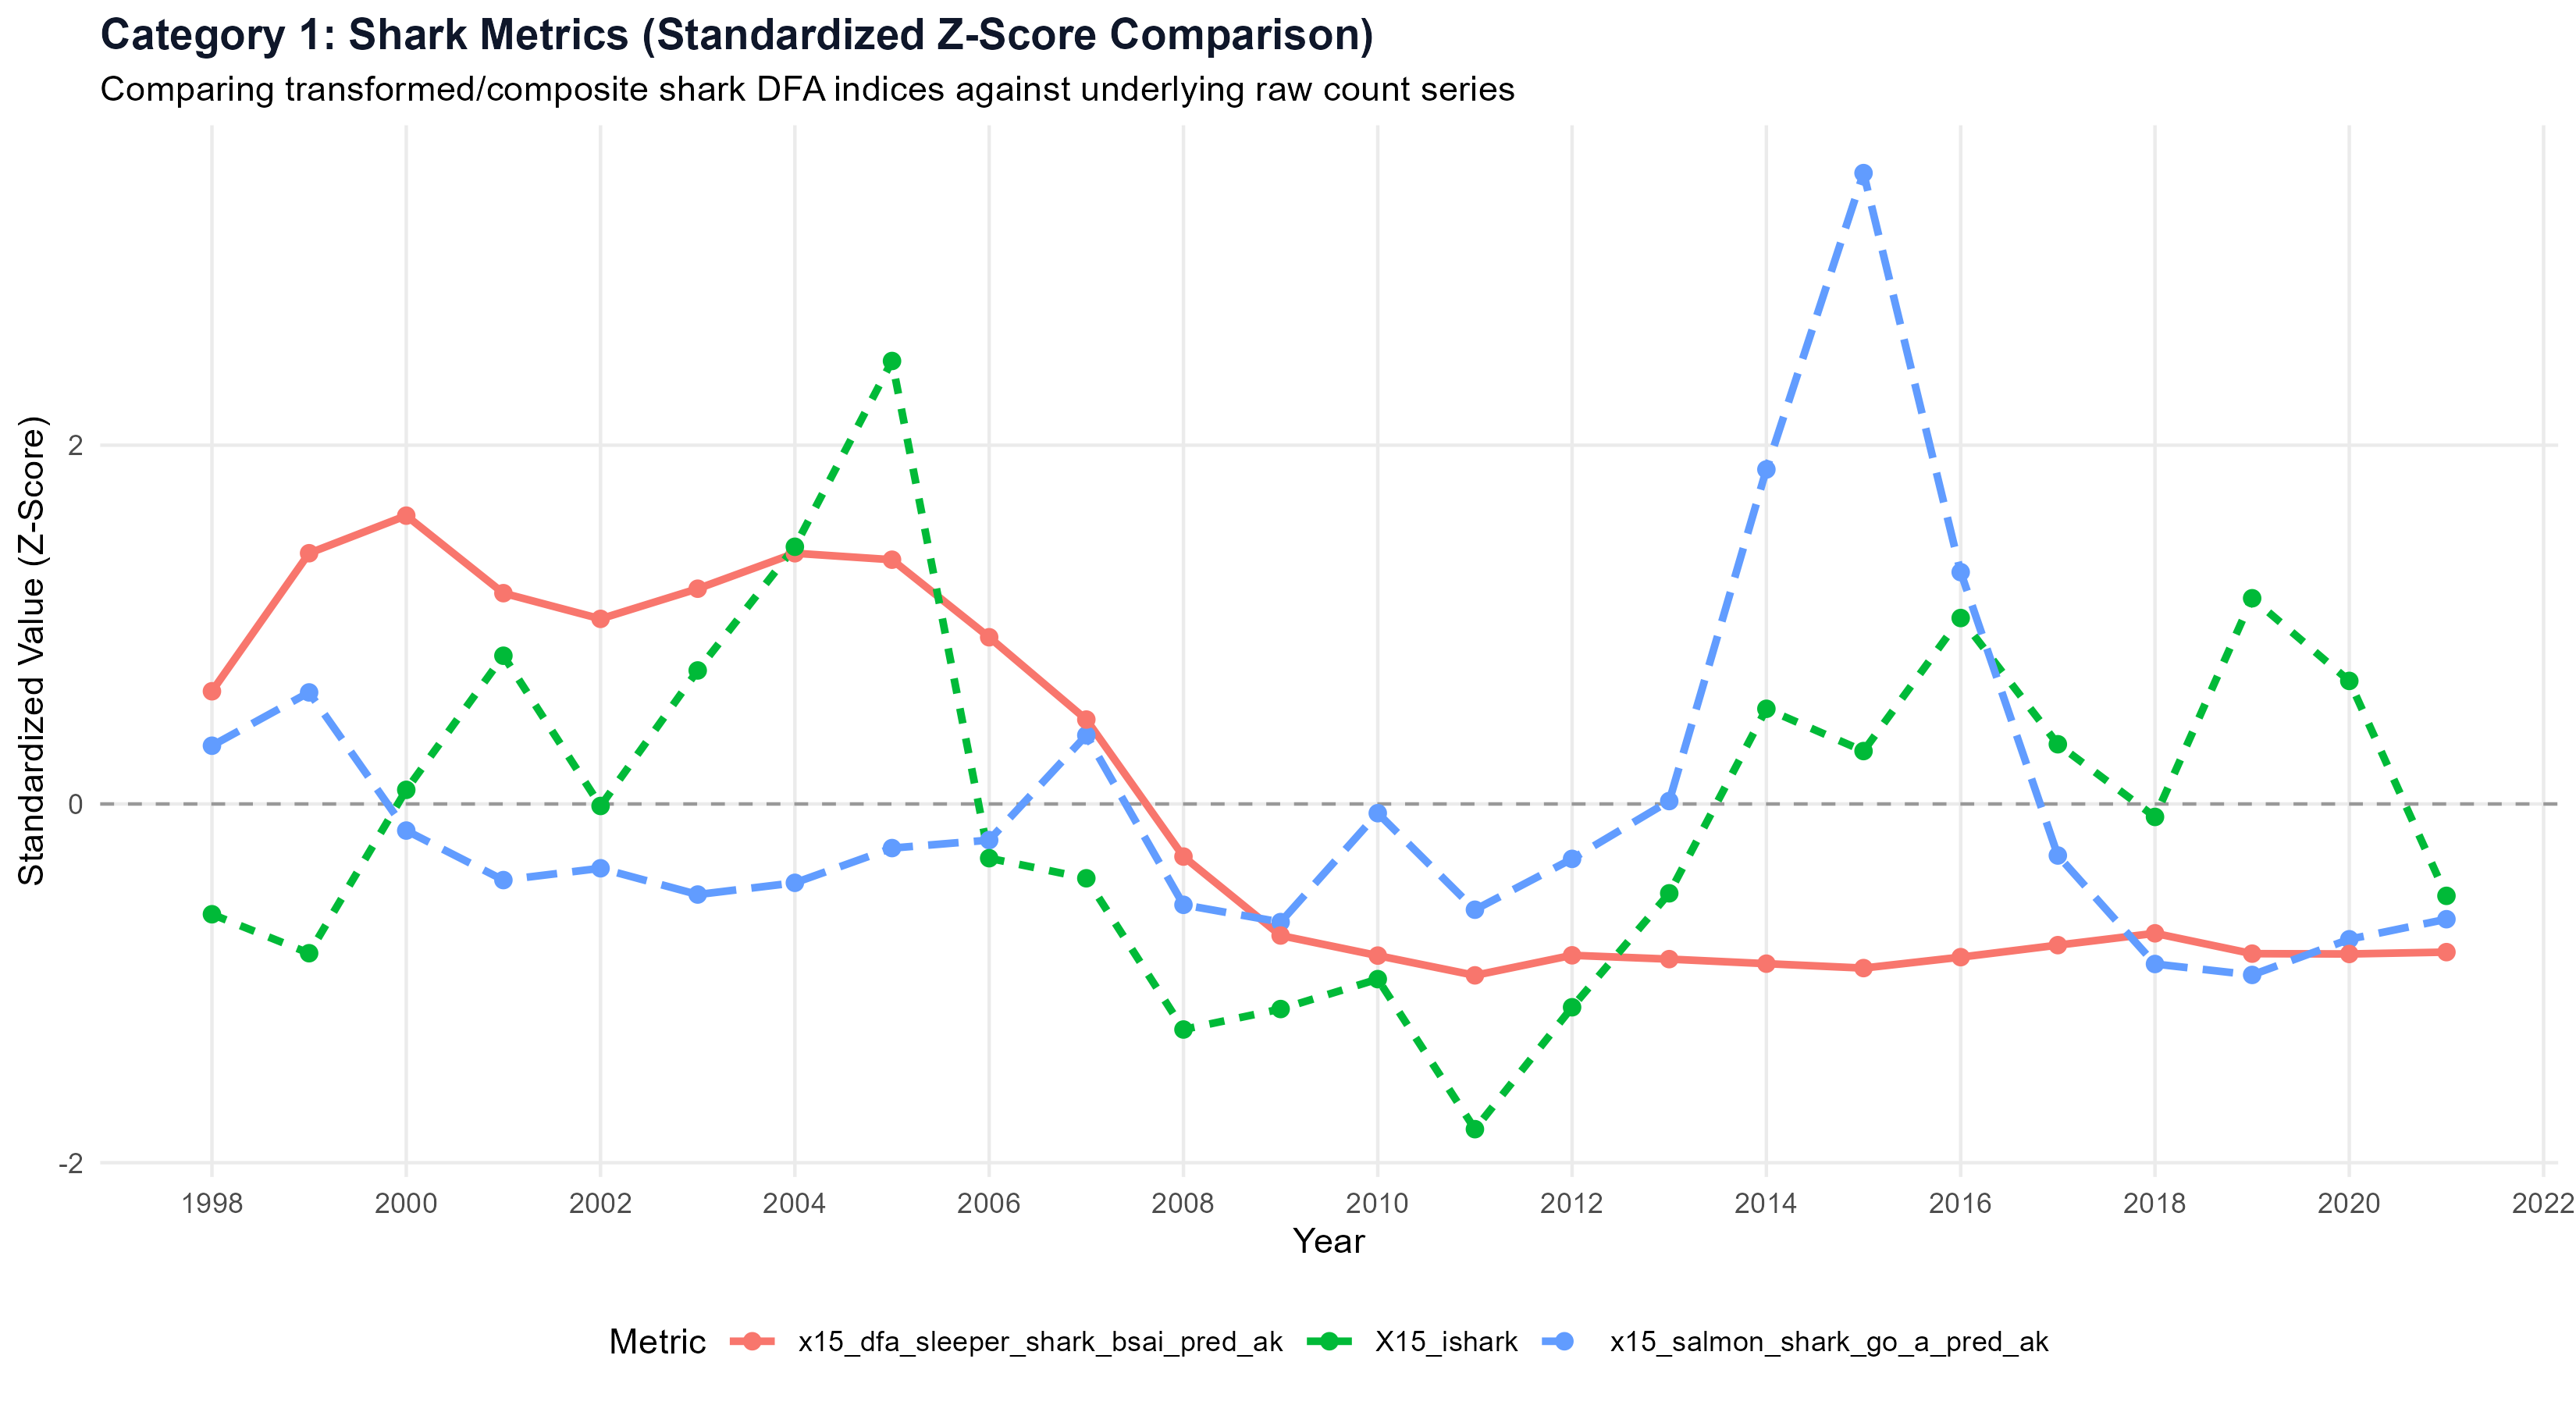 Category 1: Shark Metrics (Standardized Z-Score Comparison)
Comparing transformed/composite shark DFA indices against underlying raw count series
Standardized Value (Z-Score)
2
0
-2
1998 2000 2002 2004 2006 2008 2010 2012 2014 2016 2018 2020 2022
Year
Metric x15_dfa_sleeper_shark_bsai_pred_ak X15_ishark x15_salmon_shark_go_a_pred_ak